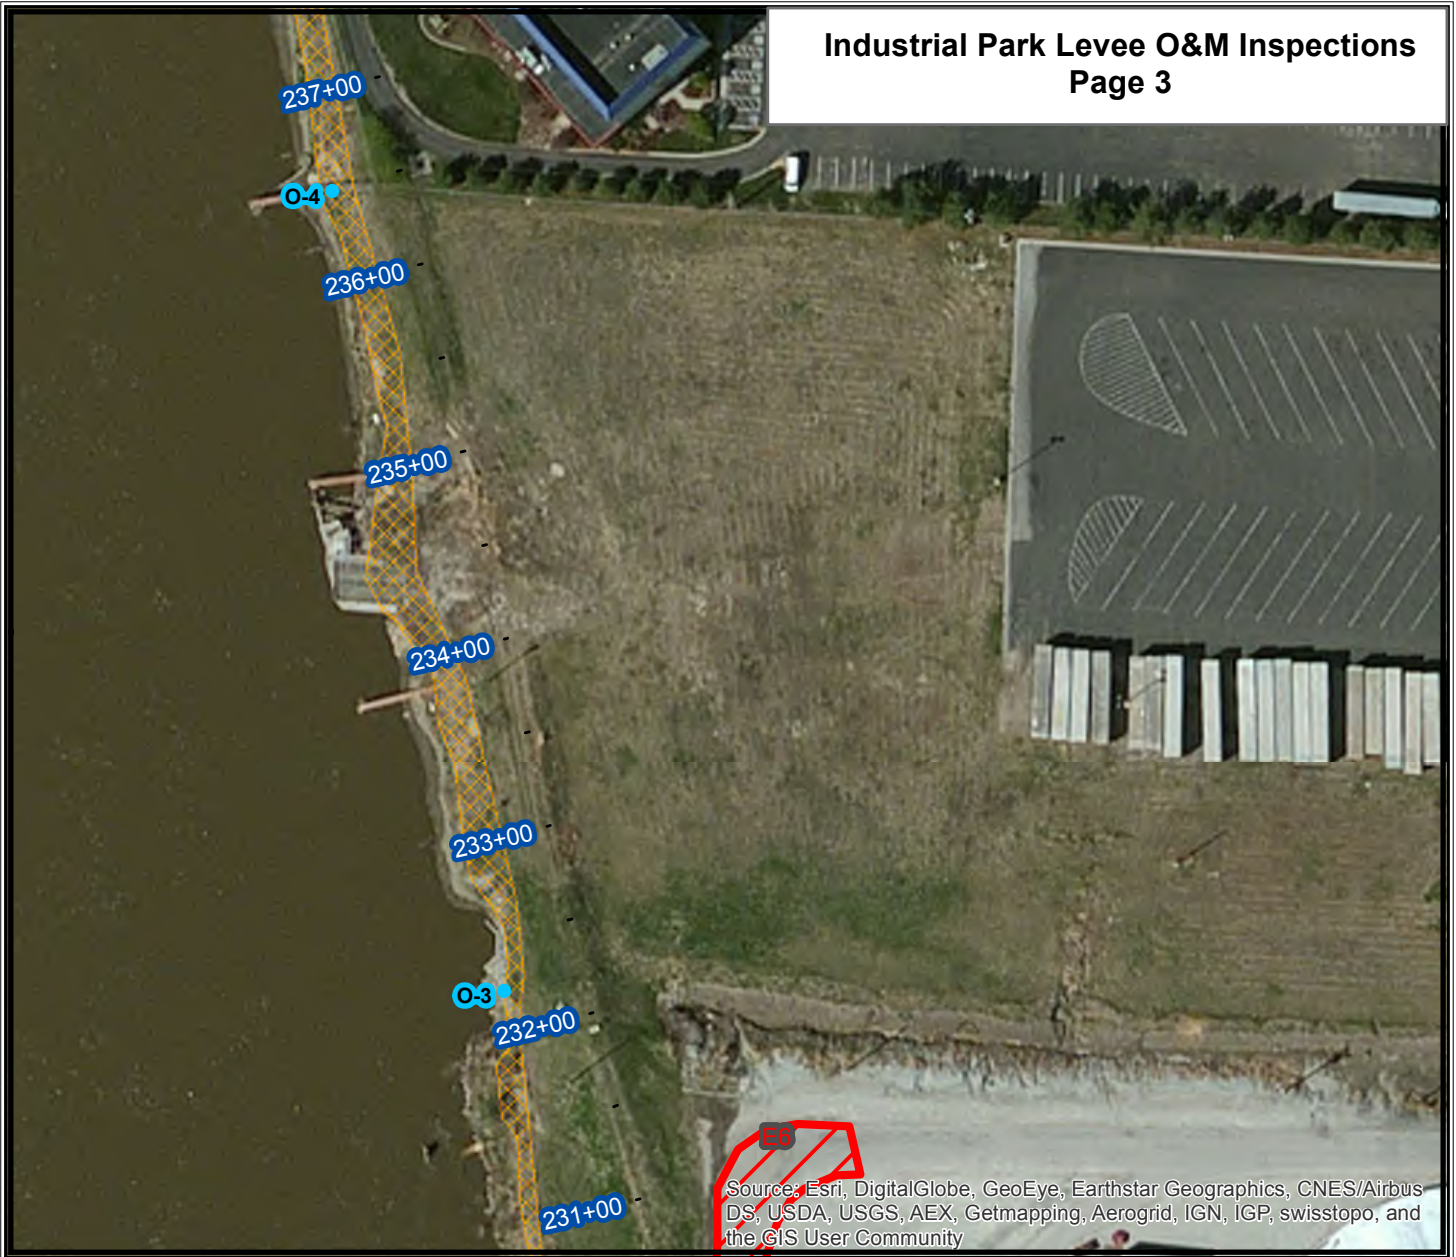 Industrial Park Levee O&M Inspections
Page 3
237+00
O-4
236+00
235+00
234+00
233+00
O-3
232+00
E6
231+00
Source: Esri, DigitalGlobe, GeoEye, Earthstar Geographics, CNES/Airbus
DS, USDA, USGS, AEX, Getmapping, Aerogrid, IGN, IGP, swisstopo, and
the GIS User Community